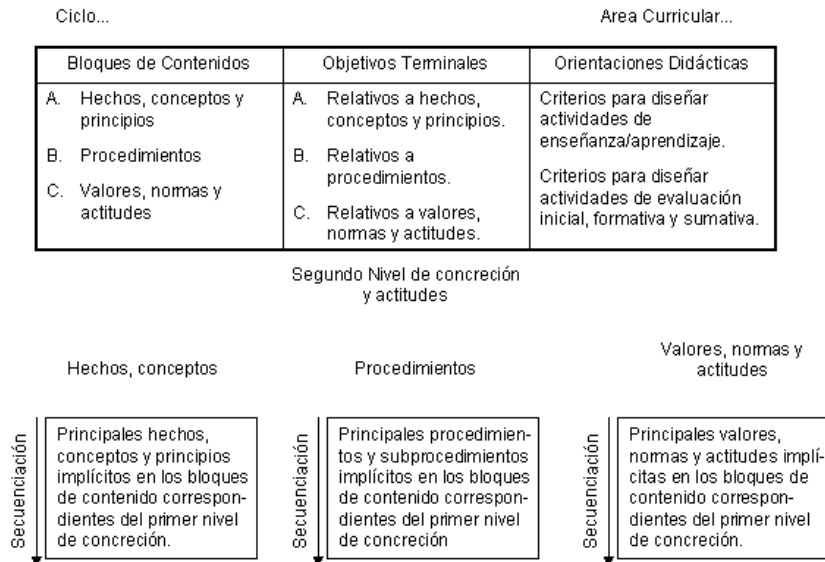 Ciclo...
Area Curricular...
Bloques de Contenidos
Objetivos Terminales
Orientaciones Didácticas
A. Hechos, conceptos y
principios
B. Procedimientos
C. Valores, normas y
actitudes
A. Relativos a hechos,
conceptos y principios.
B. Relativos a
procedimientos.
C. Relativos a valores,
normas y actitudes.
Criterios para diseñar
actividades de
enseñanza/aprendizaje.
Criterios para diseñar
actividades de evaluación
inicial, formativa y sumativa.
Segundo Nivel de concreción
y actitudes
Hechos, conceptos
Procedimientos
Valores, normas y
actitudes
Secuenciación
Principales hechos,
conceptos y principios
implícitos en los bloques
de contenido correspon-
dientes del primer nivel
de concreción.
Secuenciación
Principales procedimien-
tos y subprocedimientos
implícitos en los bloques
de contenido correspon-
dientes del primer nivel
de concreción
Secuenciación
Principales valores,
normas y actitudes implí-
citas en los bloques de
contenido correspon-
dientes del primer nivel
de concreción.